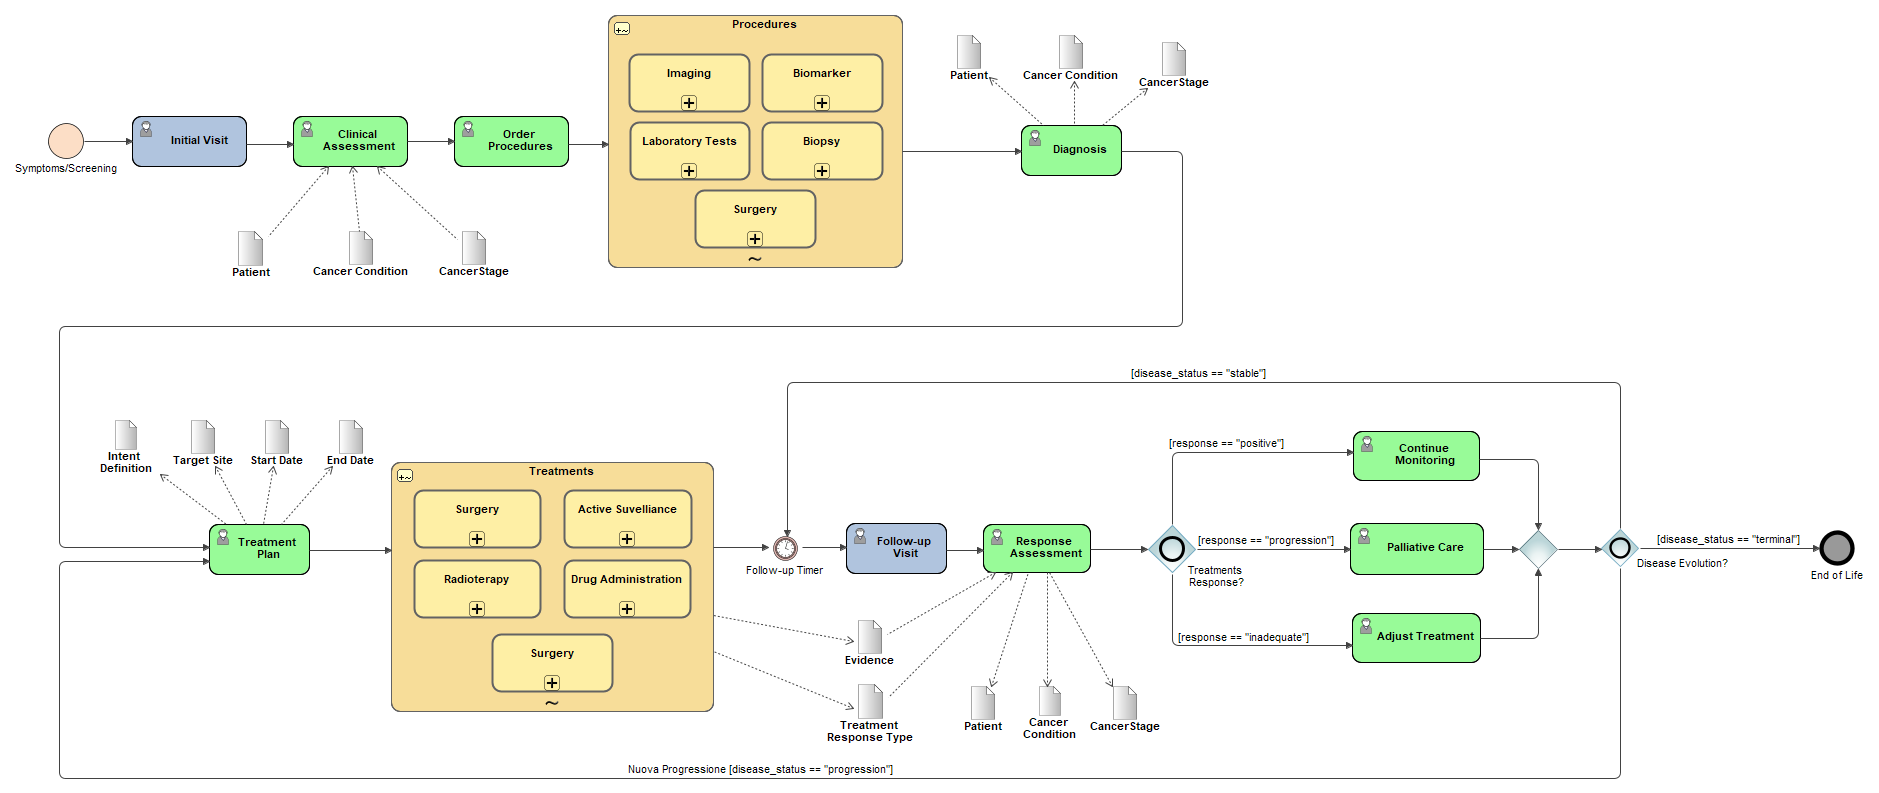 Procedures
Imaging
Biomarker
Laboratory Tests
Biopsy
Surgery
Symptoms/Screening
Initial Visit
Clinical
Assessment
Order
Procedures
Patient
Cancer Condition
CancerStage
Patient
Cancer Condition
CancerStage
Diagnosis
[disease_status == "stable"]
Intent
Definition
Target Site
Start Date
End Date
Treatment
Plan
Treatments
Surgery
Active Suvelliance
Radioterapy
Drug Administration
Surgery
Follow-up Timer
Follow-up
Visit
Response
Assessment
Evidence
Treatment
Response Type
Patient
Cancer
Condition
CancerStage
Treatments
Response?
[response == "positive"]
Continue
Monitoring
[response == "progression"]
Palliative Care
[response == "inadequate"]
Adjust Treatment
Disease Evolution?
[disease_status == "terminal"]
End of Life
Nuova Progressione [disease_status == "progression"]